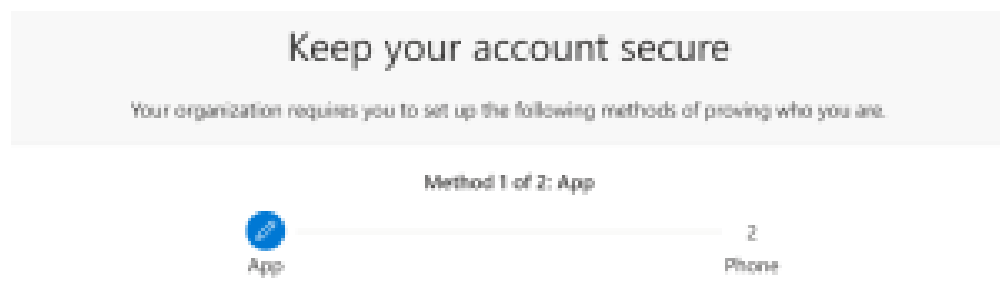 Keep your account secure
Your organization requires you to set up the following methods of proving who you are.
Method 1 of 2: App
2
App
Phone